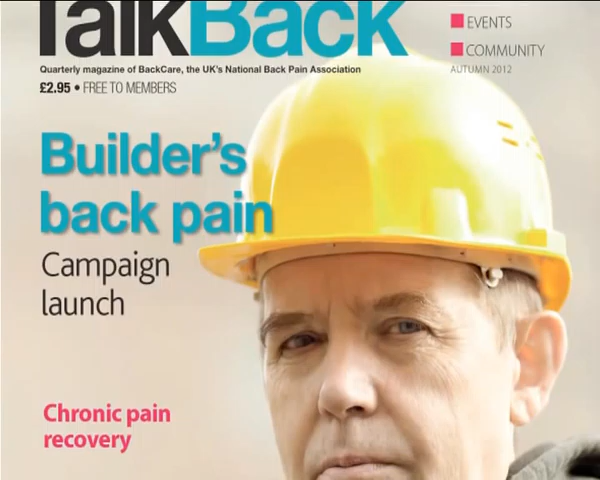 TalkBack
EVENTS
COMMUNITY
AUTUMN 2012
Quarterly magazine of BackCare, the UK's National Back Pain Association
£2.95 • FREE TO MEMBERS
Builder's
back pain
Campaign
launch
Chronic pain
recovery